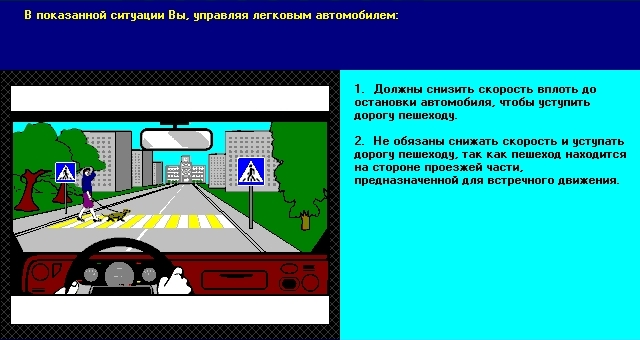 В показанной ситуации Вы, управляя легковым автомобилем:
1. Должны снизить скорость вплоть до
остановки автомобиля, чтобы уступить
дорогу пешеходу.
2. Не обязаны снижать скорость и уступать
дорогу пешеходу, так как пешеход находится
на стороне проезжей части,
предназначенной для встречного движения.